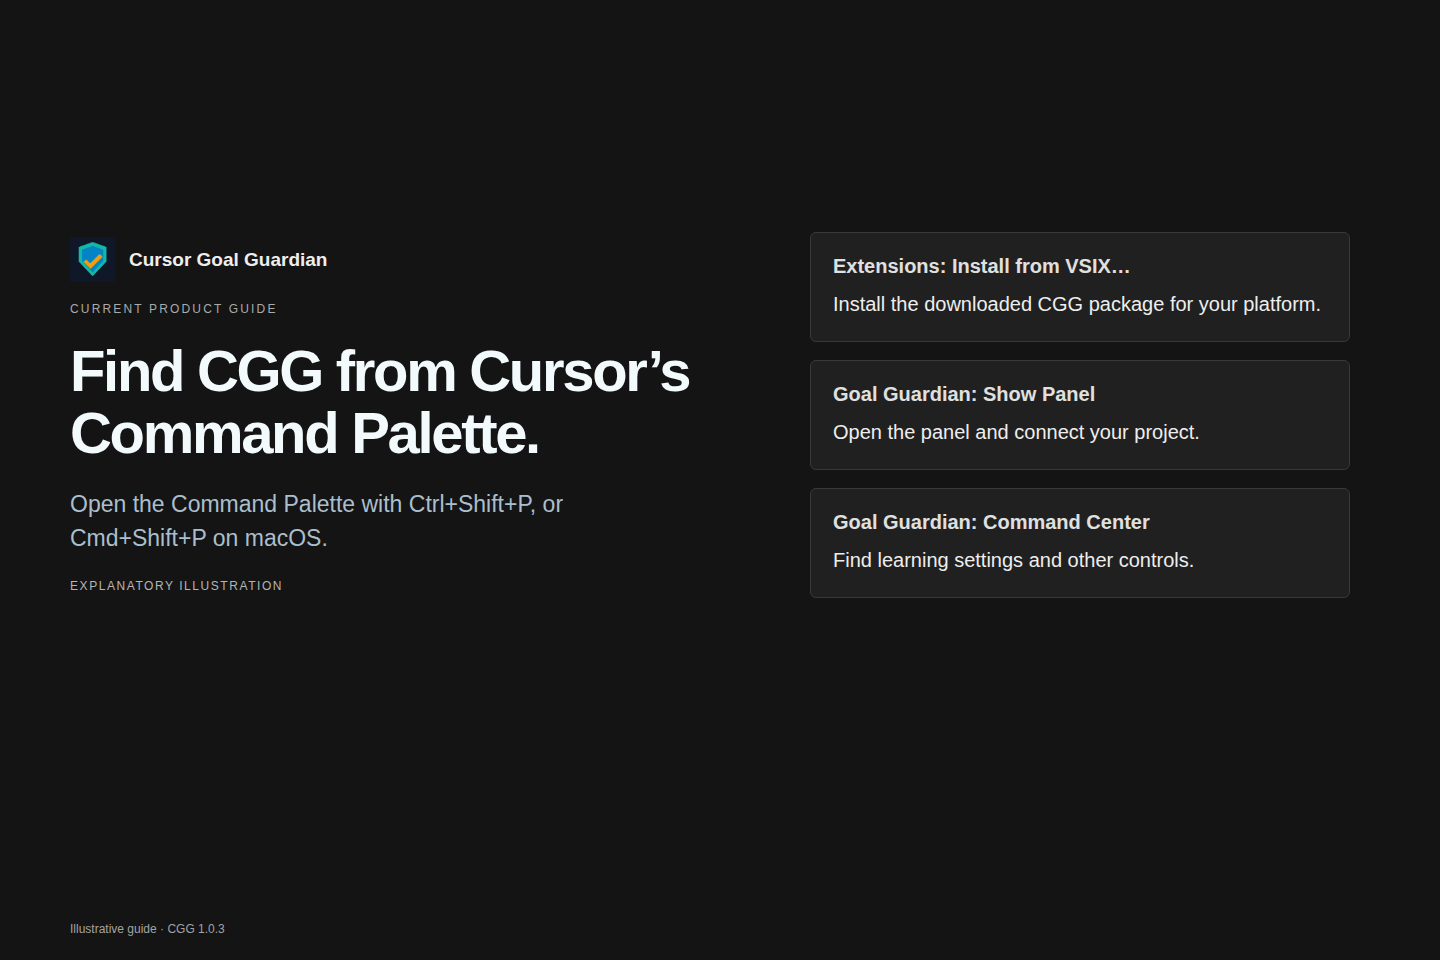 Cursor Goal Guardian
CURRENT PRODUCT GUIDE
Find CGG from Cursor’s
Command Palette.
Open the Command Palette with Ctrl+Shift+P, or
Cmd+Shift+P on macOS.
EXPLANATORY ILLUSTRATION
Extensions: Install from VSIX…
Install the downloaded CGG package for your platform.
Goal Guardian: Show Panel
Open the panel and connect your project.
Goal Guardian: Command Center
Find learning settings and other controls.
Illustrative guide · CGG 1.0.3